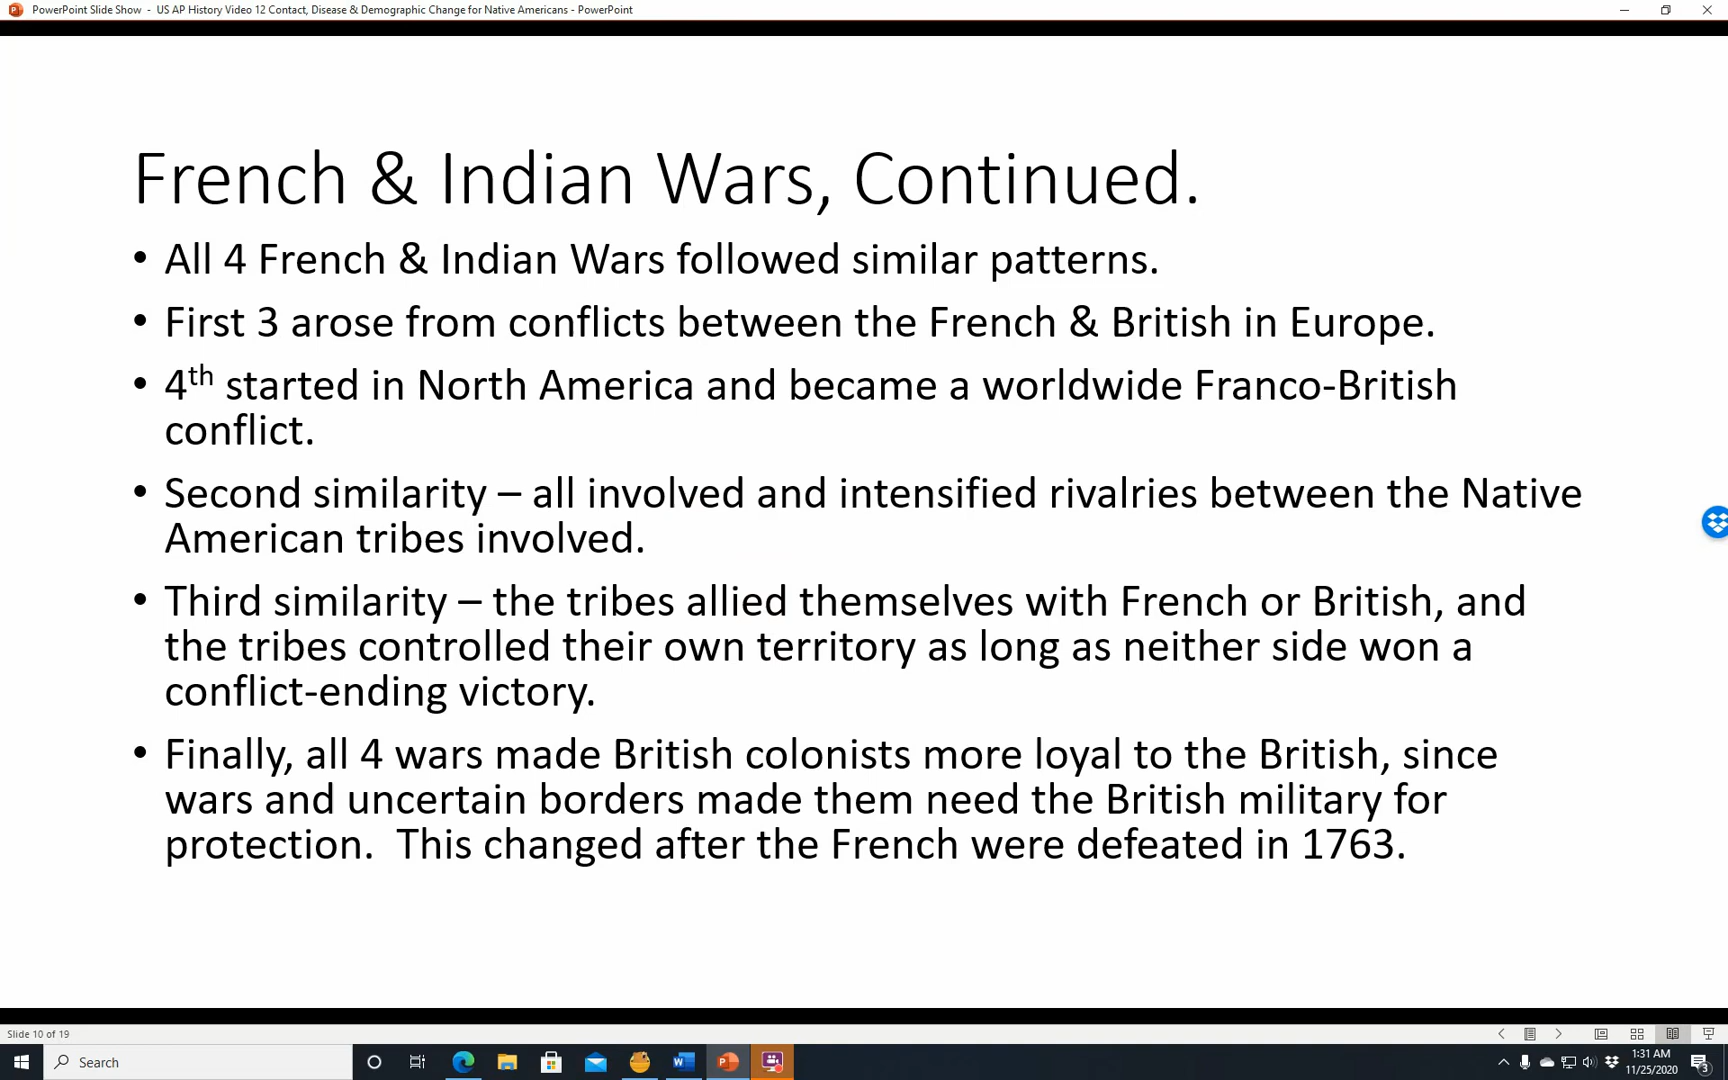 PowerPoint Slide Show - US AP History Video 12 Contact, Disease & Demographic Change for Native Americans - PowerPoint
French & Indian Wars, Continued.
• All 4 French & Indian Wars followed similar patterns.
• First 3 arose from conflicts between the French & British in Europe.
• 4th started in North America and became a worldwide Franco-British
conflict.
• Second similarity – all involved and intensified rivalries between the Native
American tribes involved.
• Third similarity – the tribes allied themselves with French or British, and
the tribes controlled their own territory as long as neither side won a
conflict-ending victory.
• Finally, all 4 wars made British colonists more loyal to the British, since
wars and uncertain borders made them need the British military for
protection.  This changed after the French were defeated in 1763.
Slide 10 of 19
Search
1:31 AM
11/25/2020
3